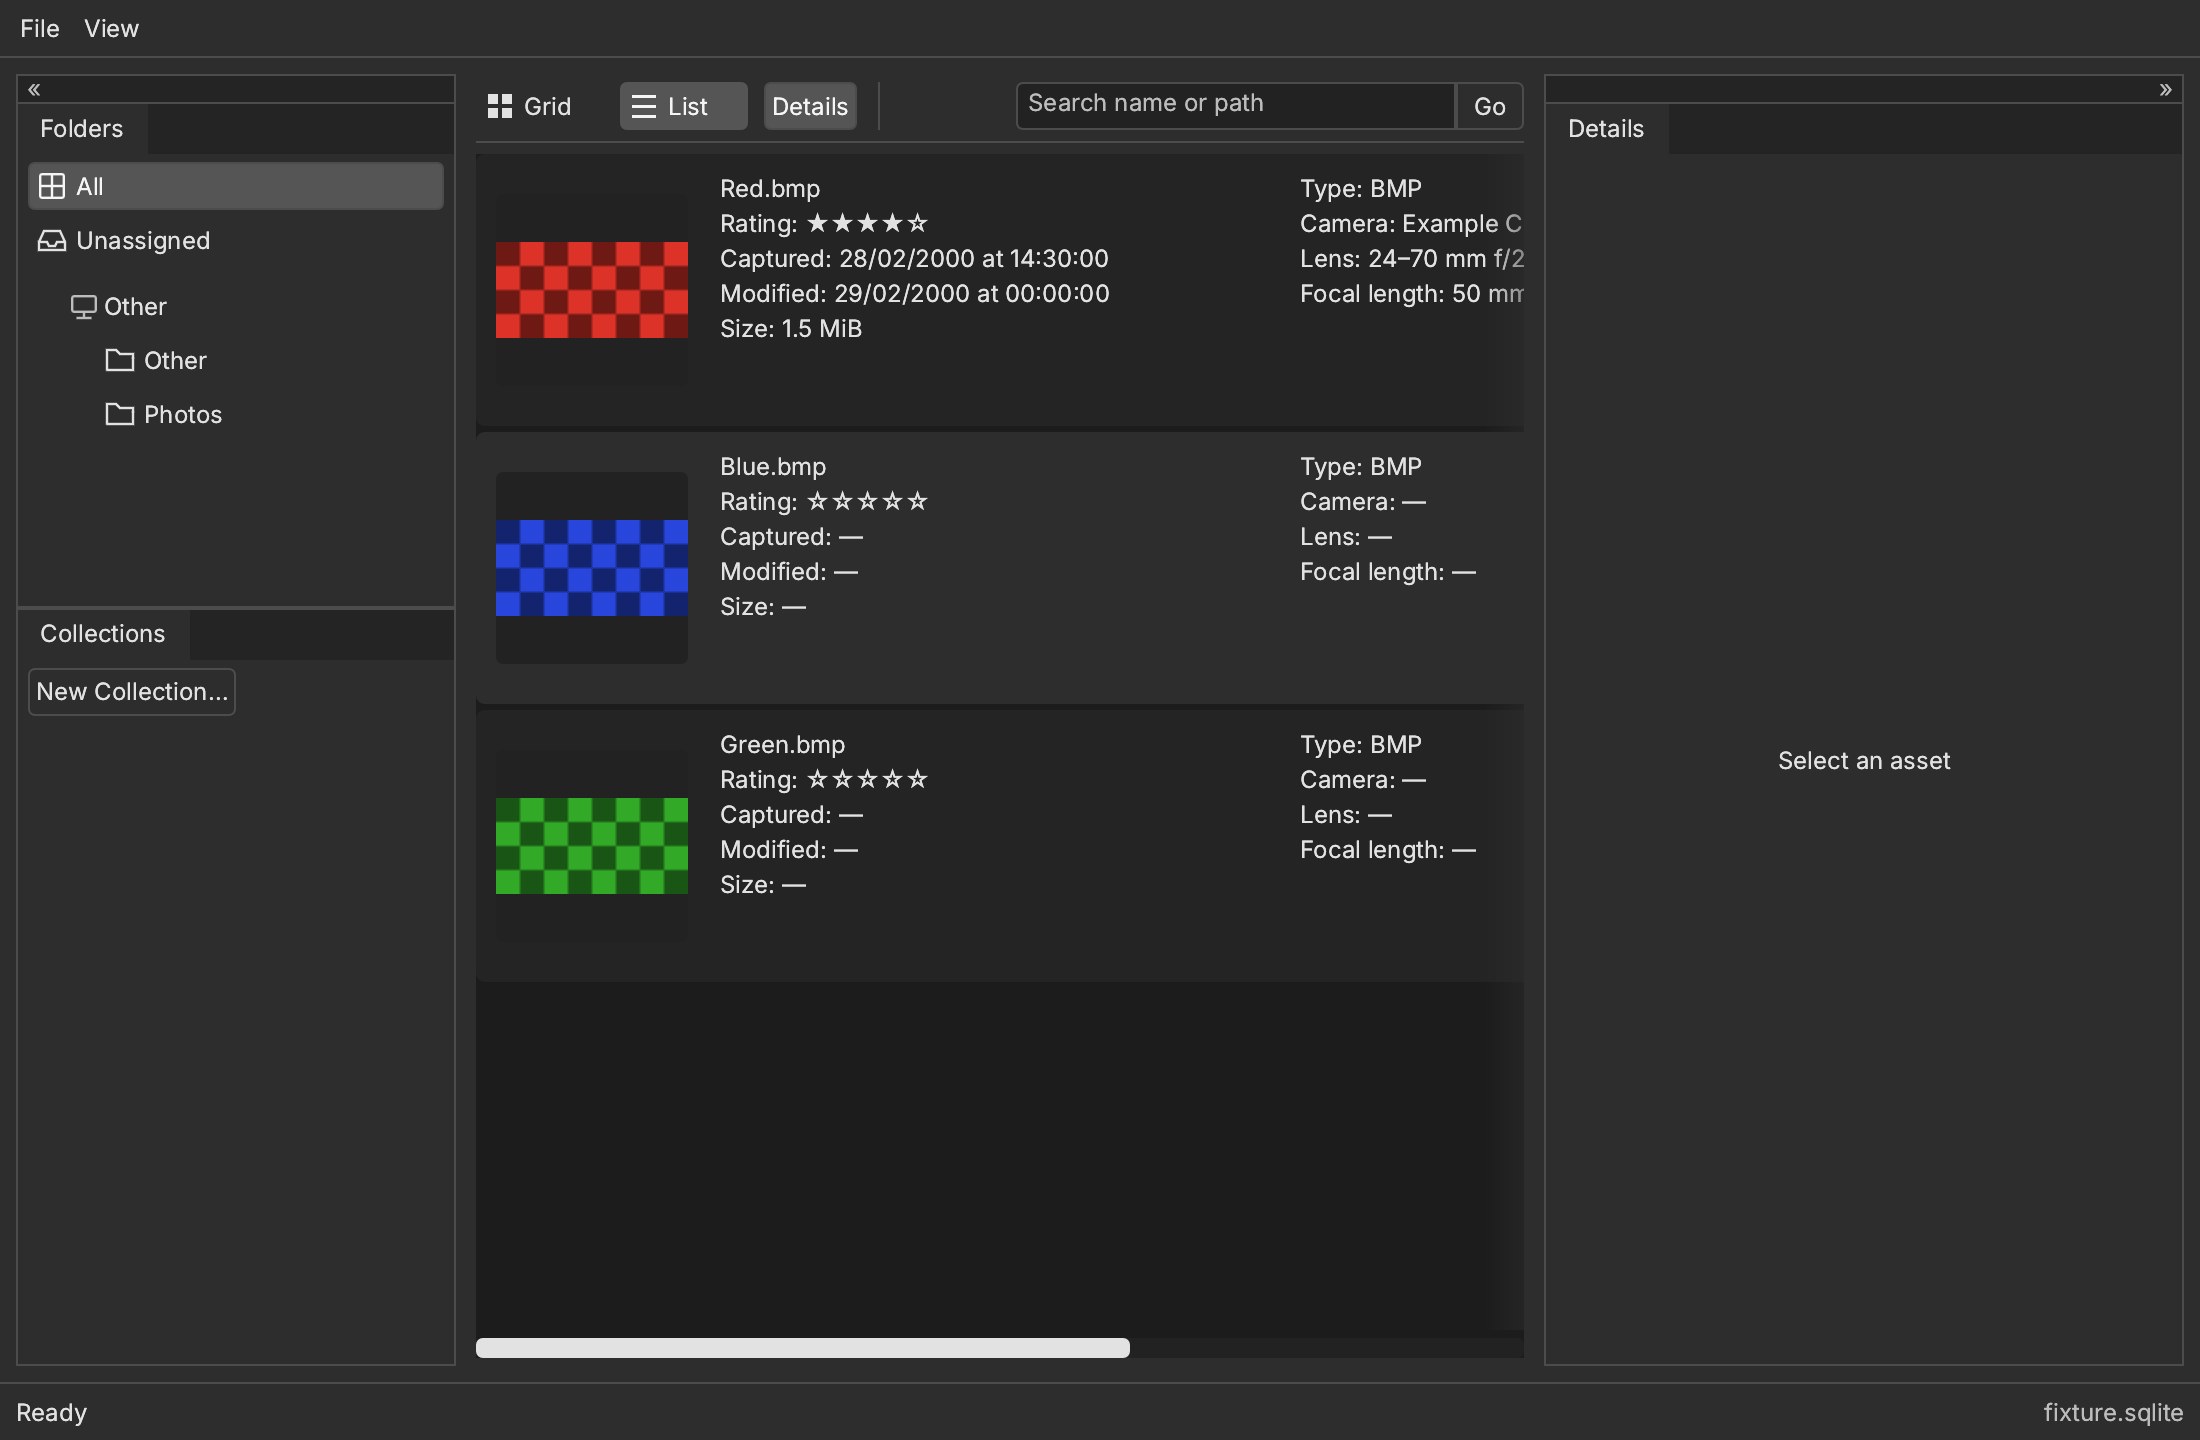 File View
«
Folders
All
Unassigned
Other
Other
Photos
Collections
New Collection...
Grid List Details Search name or path Go
Red.bmp
Rating: ★★★★☆
Captured: 28/02/2000 at 14:30:00
Modified: 29/02/2000 at 00:00:00
Size: 1.5 MiB
Type: BMP
Camera: Example C
Lens: 24–70 mm f/2
Focal length: 50 mm
Blue.bmp
Rating: ☆☆☆☆☆
Captured: —
Modified: —
Size: —
Type: BMP
Camera: —
Lens: —
Focal length: —
Green.bmp
Rating: ☆☆☆☆☆
Captured: —
Modified: —
Size: —
Type: BMP
Camera: —
Lens: —
Focal length: —
»
Details
Select an asset
Ready
fixture.sqlite